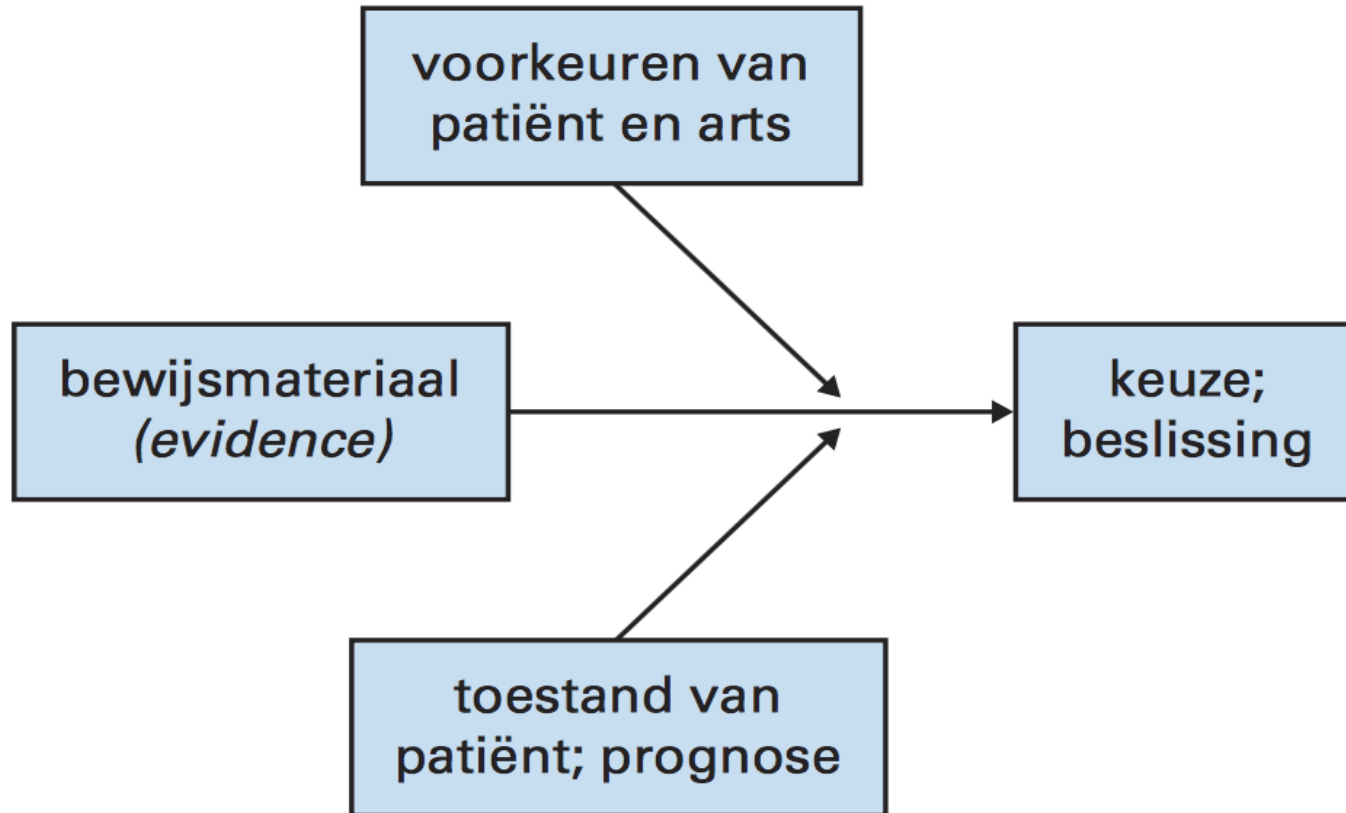 voorkeuren van
patiënt en arts
bewijsmateriaal
(evidence)
keuze;
beslissing
toestand van
patiënt; prognose